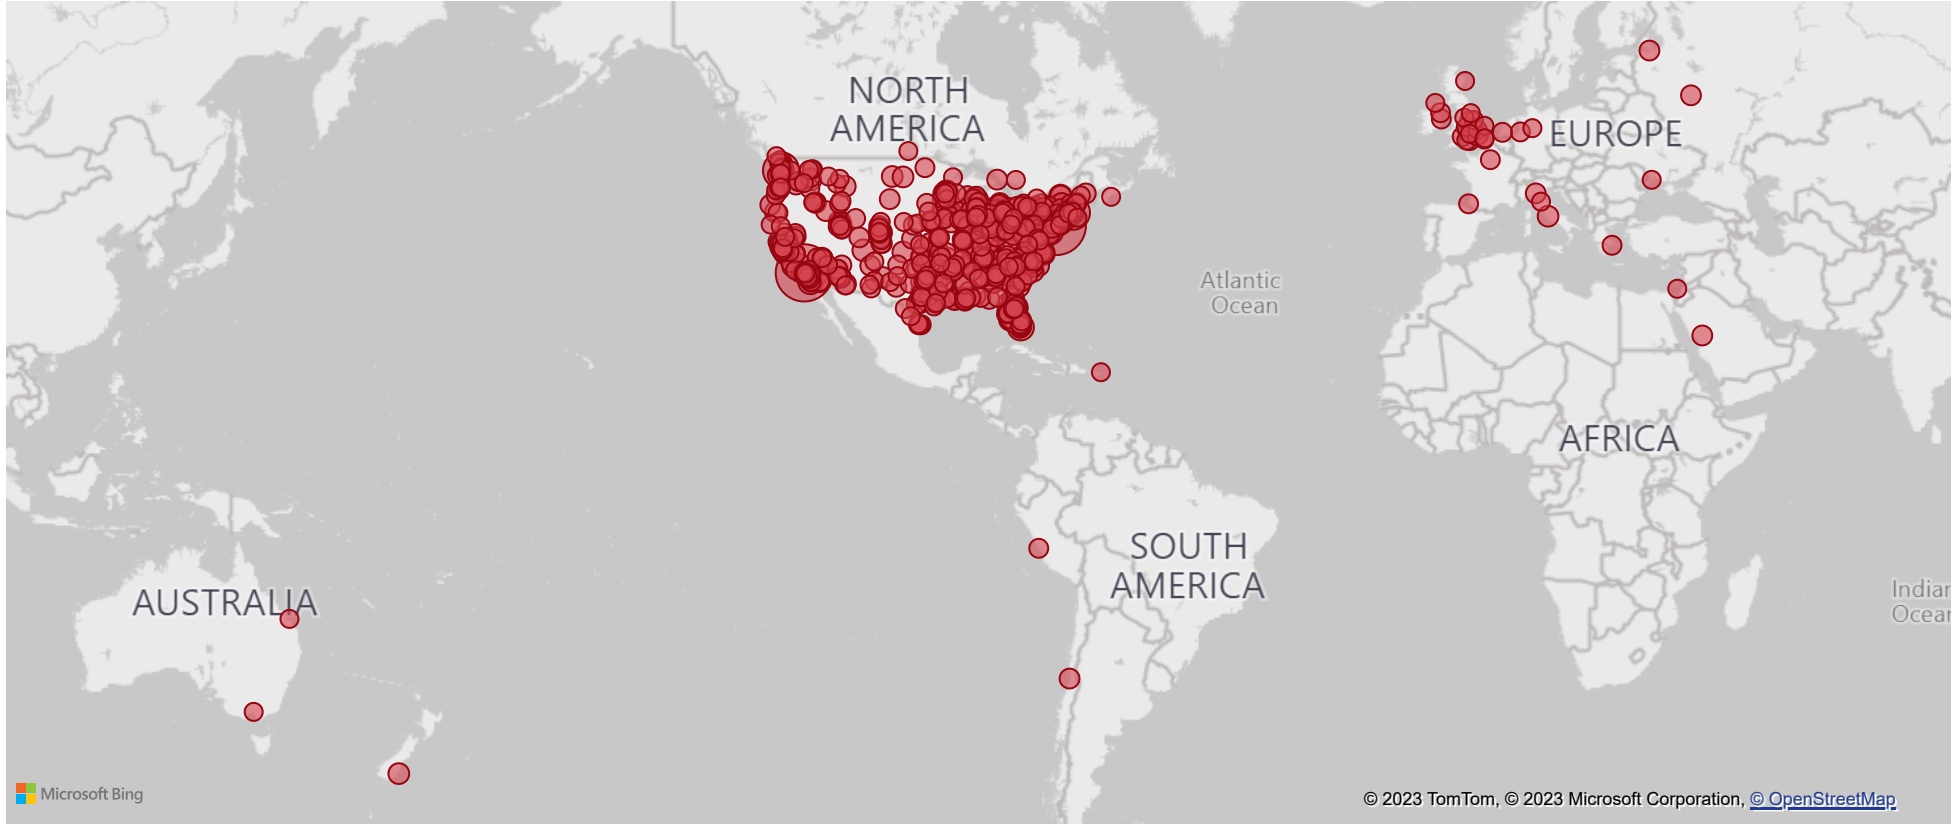 NORTH
AMERICA
EUROPE
Atlantic
Ocean
AFRICA
SOUTH
AMERICA
AUSTRALIA
Indian
Ocean
Microsoft Bing
© 2023 TomTom, © 2023 Microsoft Corporation, © OpenStreetMap